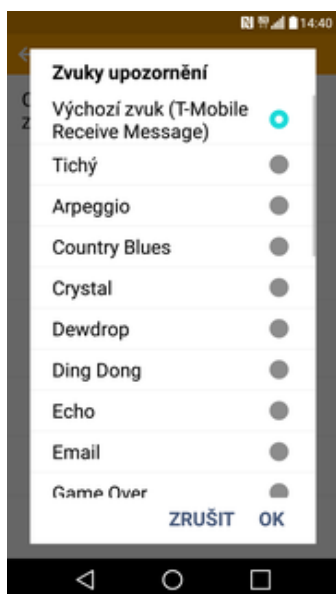 14:40
Zvuky upozornění
Výchozí zvuk (T-Mobile
Receive Message)
Tichý
Arpeggio
Country Blues
Crystal
Dewdrop
Ding Dong
Echo
Email
Game Over
ZRUŠIT OK